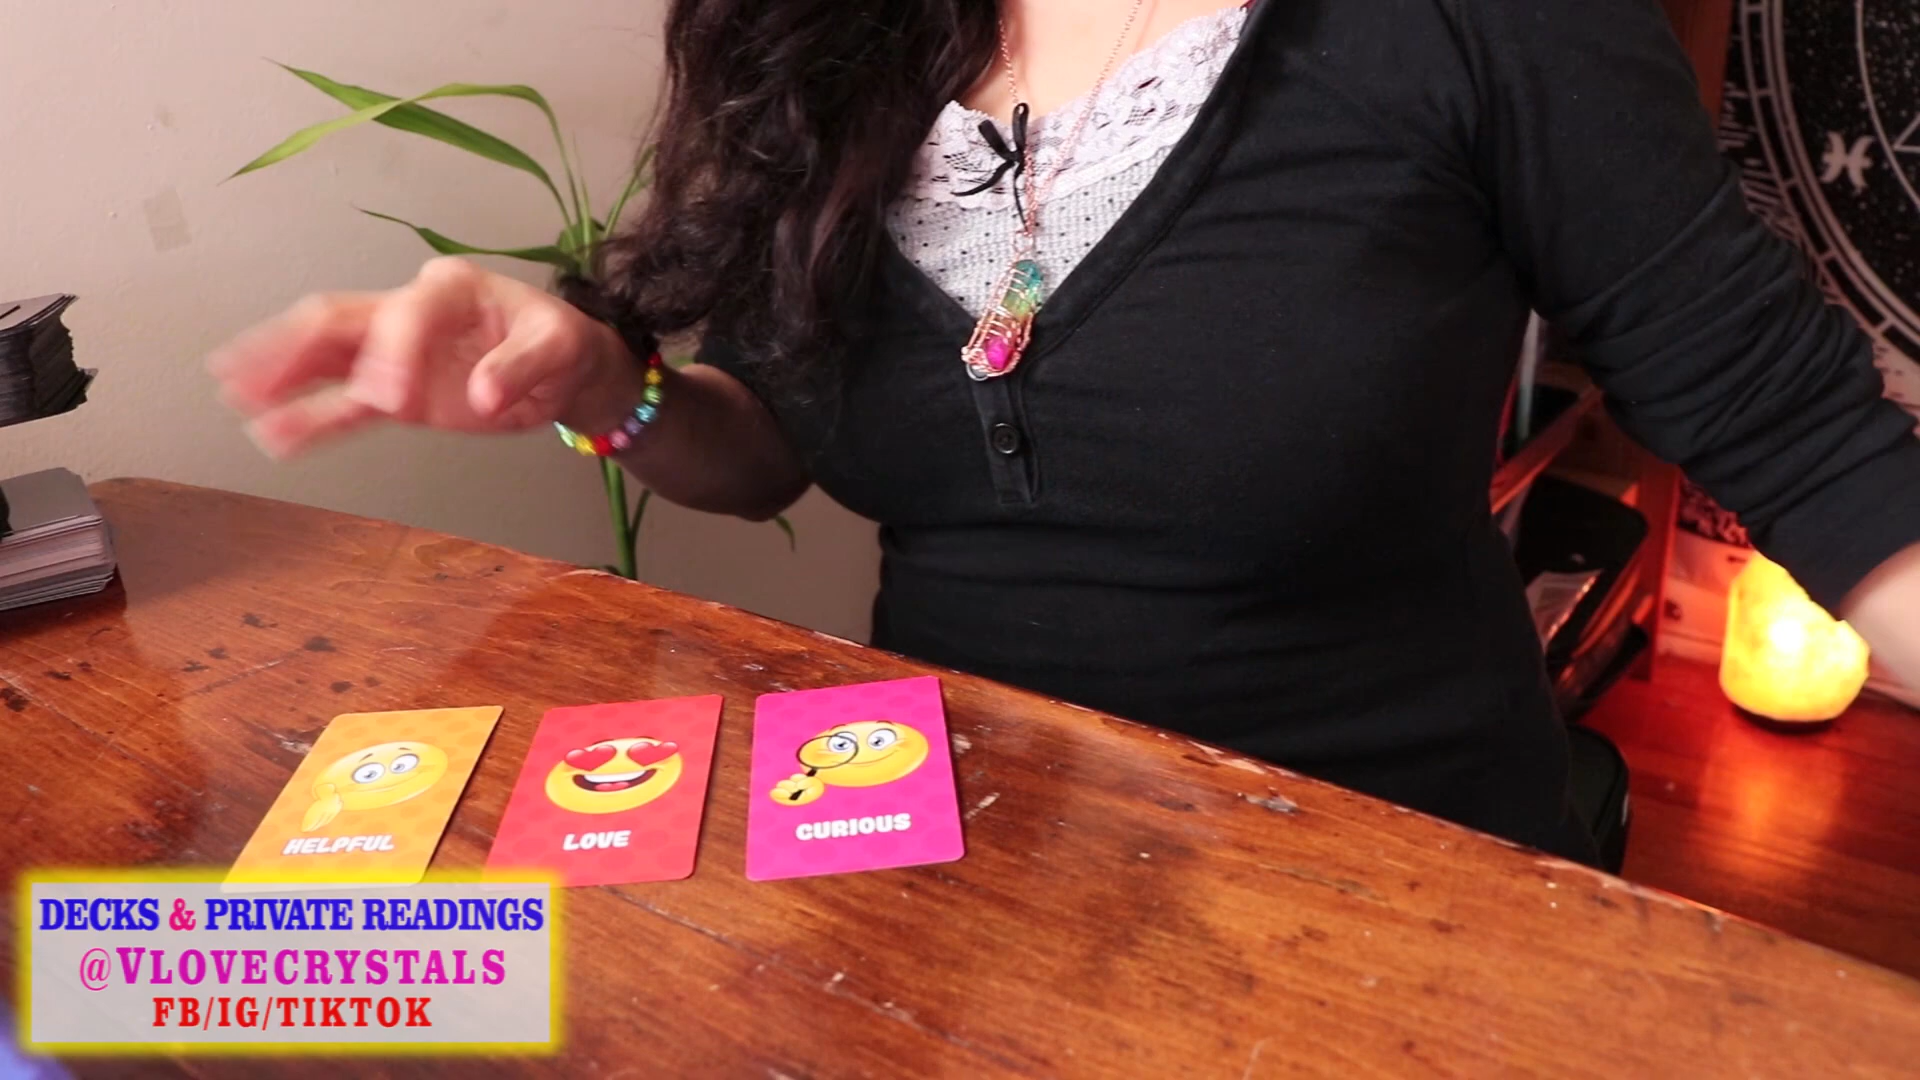 HELPFUL
LOVE
CURIOUS
DECKS & PRIVATE READINGS
@VLOVECRYSTALS
FB/IG/TIKTOK